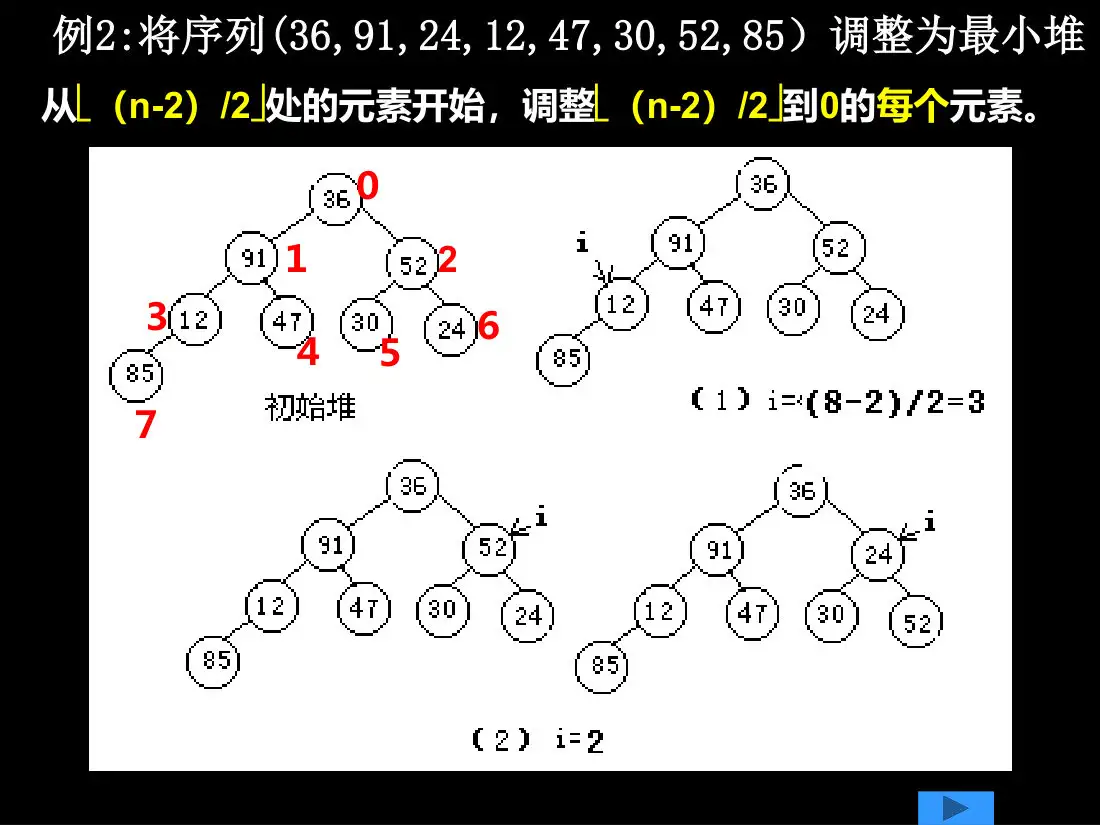 例2:将序列(36,91,24,12,47,30,52,85）调整为最小堆
从⌊（n-2）/2⌋处的元素开始，调整⌊（n-2）/2⌋到0的每个元素。
36 0
91 1 52 2
3 12 47 4 30 5 24 6
85 7
初始堆
36
i 91 52
12 47 30 24
85
(1) i=(8-2)/2=3
36
91 52 i
12 47 30 24
85
36
91 24 i
12 47 30 52
85
(2) i=2